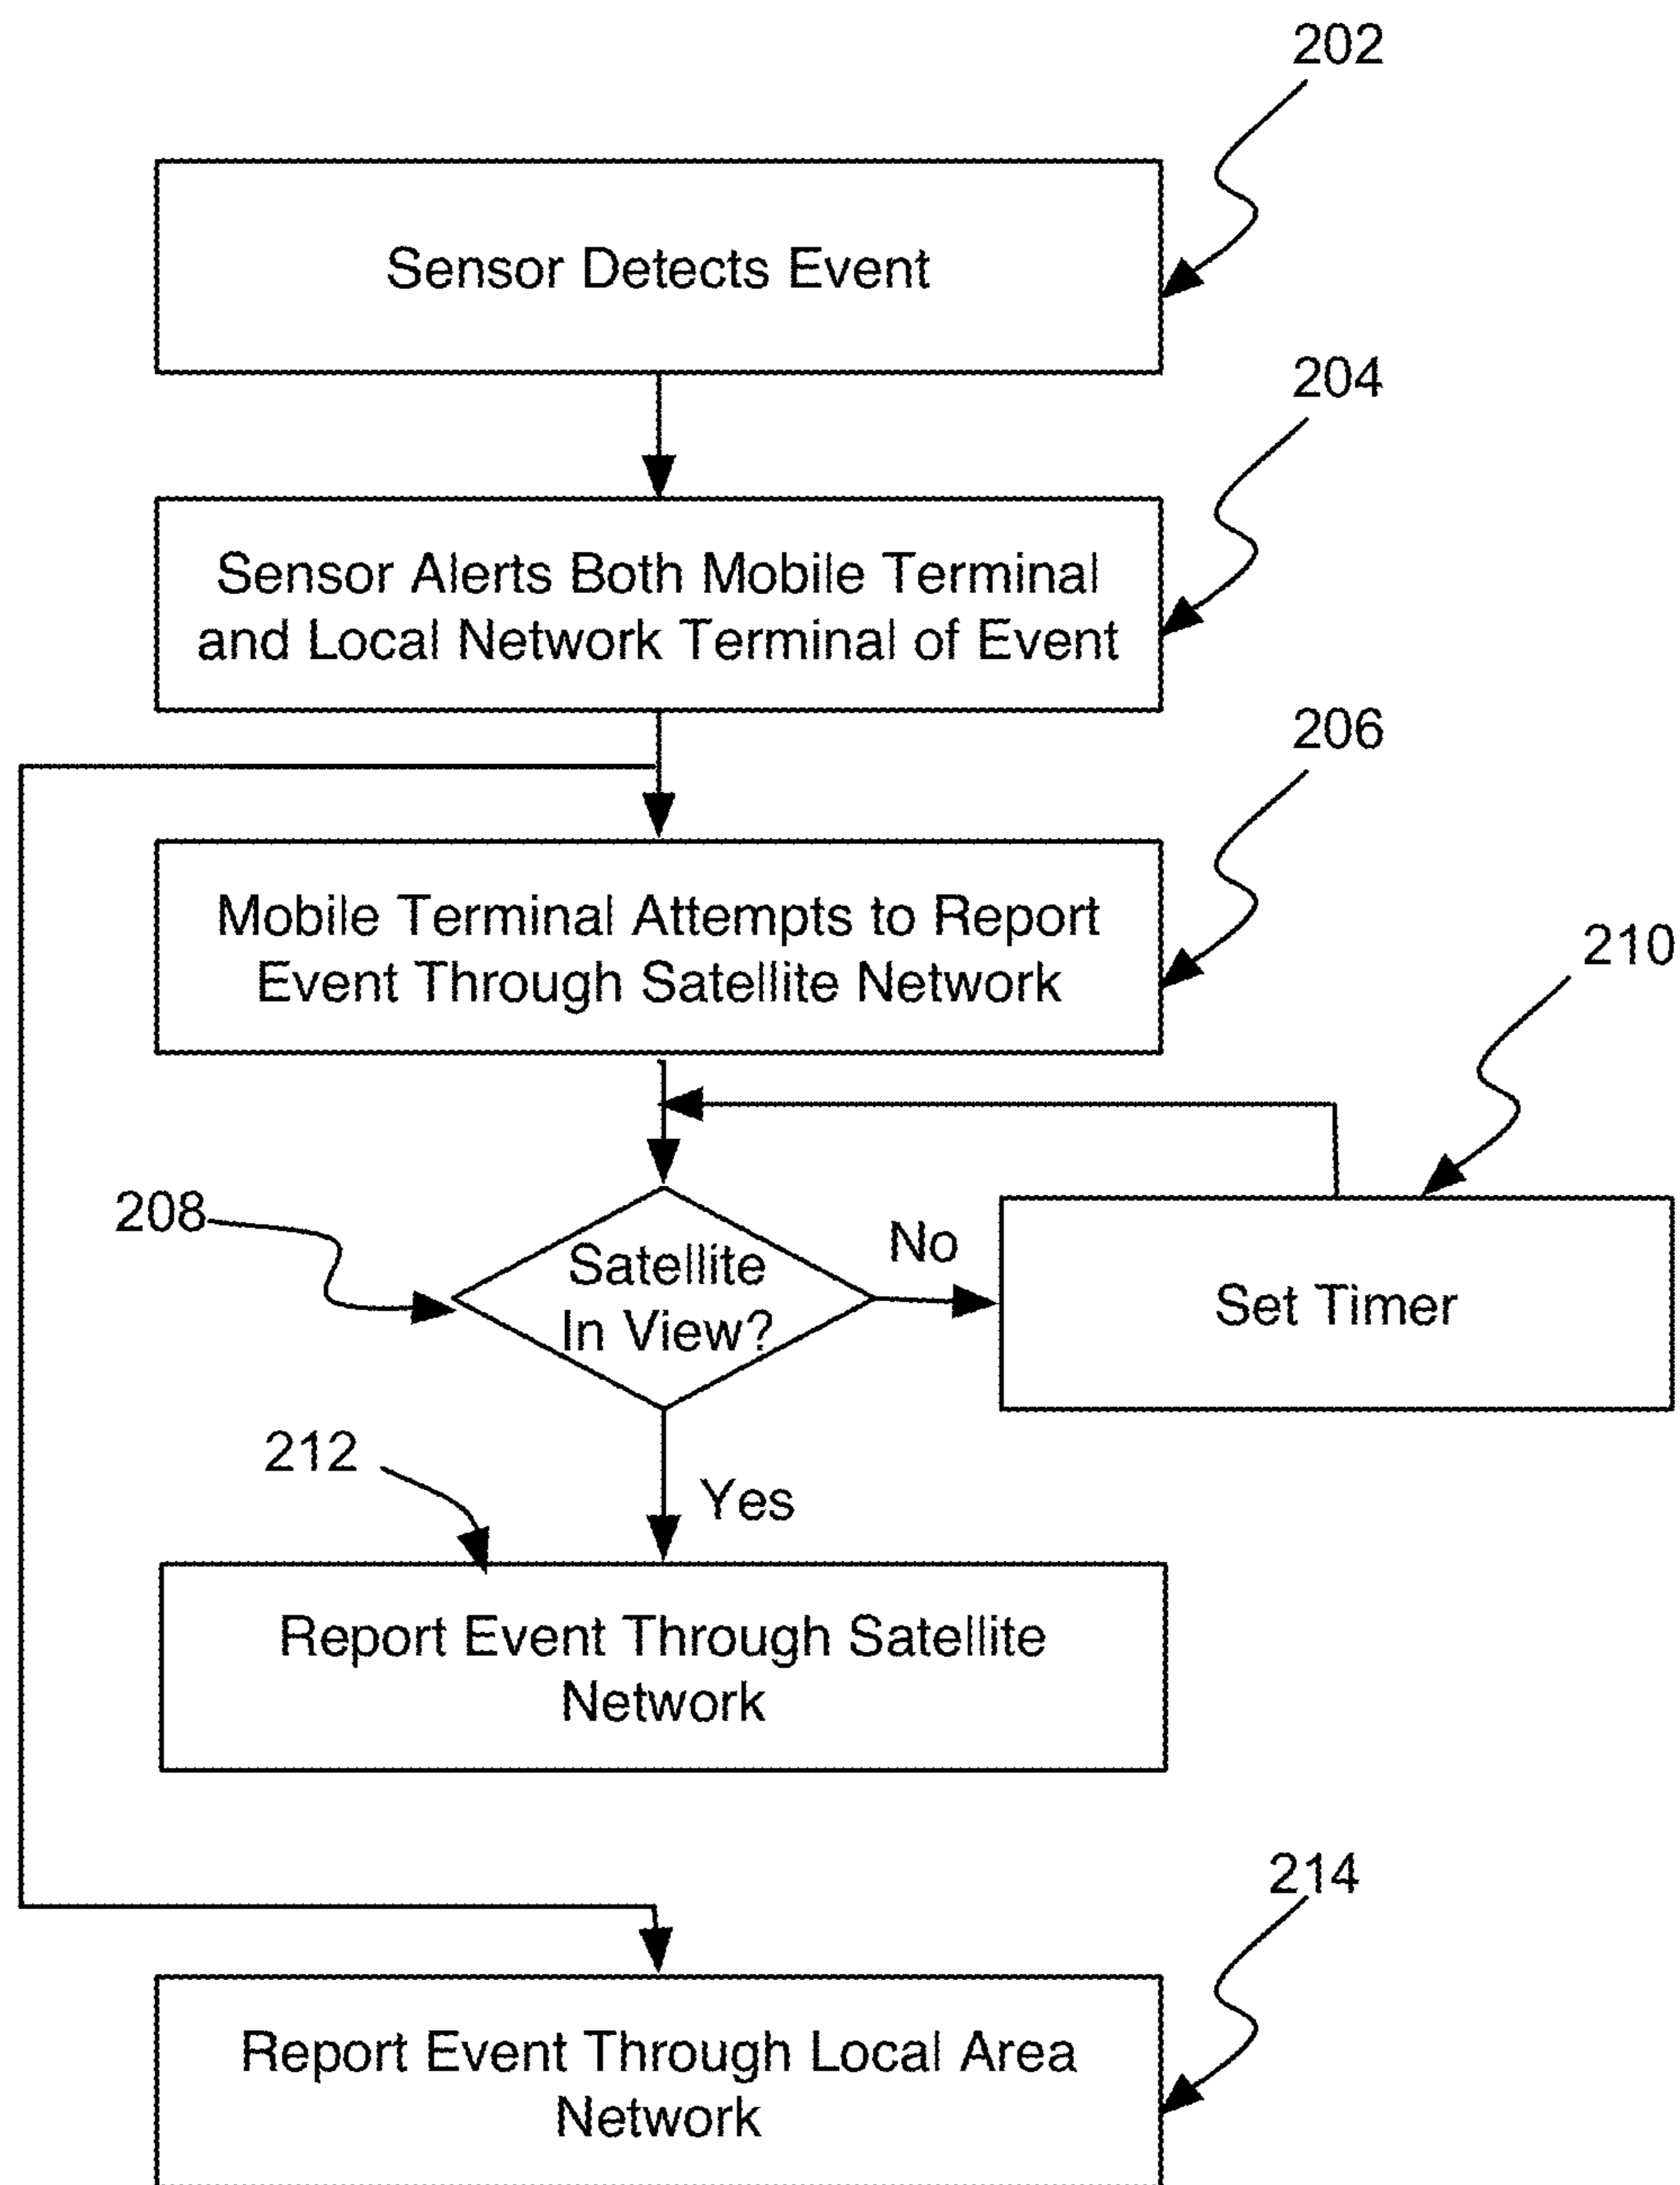 202
Sensor Detects Event
204
Sensor Alerts Both Mobile Terminal
and Local Network Terminal of Event
206
Mobile Terminal Attempts to Report
Event Through Satellite Network
210
208
Satellite
In View?
No
Set Timer
212
Yes
Report Event Through Satellite
Network
214
Report Event Through Local Area
Network